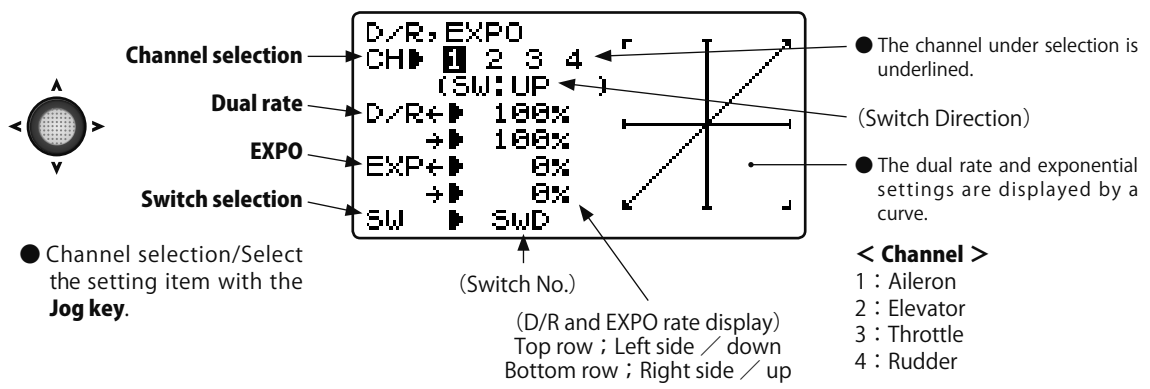 D/R,EXPO
CH▶ 1 2 3 4
(SW:UP )
D/R←▶ 100%
→▶ 100%
EXP←▶ 0%
→▶ 0%
SW ▶ SWD
Channel selection
Dual rate
EXPO
Switch selection
● Channel selection/Select
the setting item with the
Jog key.
(Switch No.)
(D/R and EXPO rate display)
Top row ; Left side / down
Bottom row ; Right side / up
● The channel under selection is
underlined.
(Switch Direction)
● The dual rate and exponential
settings are displayed by a
curve.
< Channel >
1 : Aileron
2 : Elevator
3 : Throttle
4 : Rudder